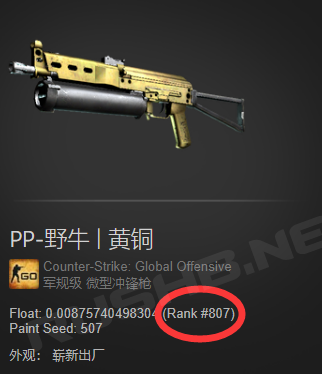 PP-野牛 | 黄铜
GO
Counter-Strike: Global Offensive
军规级 微型冲锋枪
Float: 0.00875740498304 (Rank #807)
Paint Seed: 507
外观: 崭新出厂